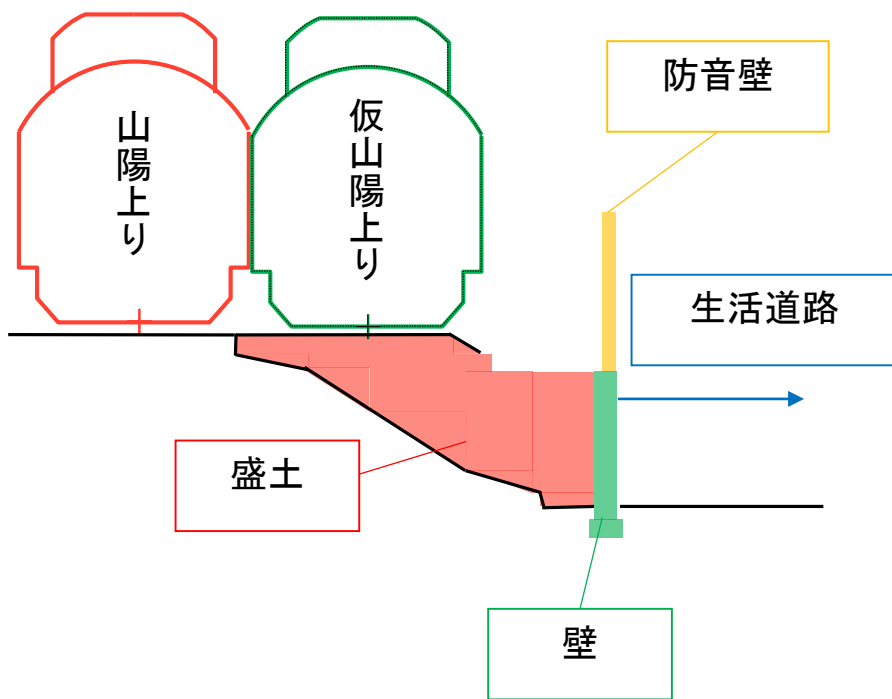 山陽上り
仮山陽上り
防音壁
生活道路
盛土
壁